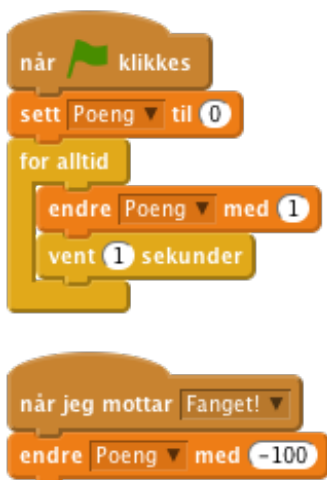 når klikkes
sett Poeng til 0
for alltid
endre Poeng med 1
vent 1 sekunder
når jeg mottar Fanget!
endre Poeng med -100